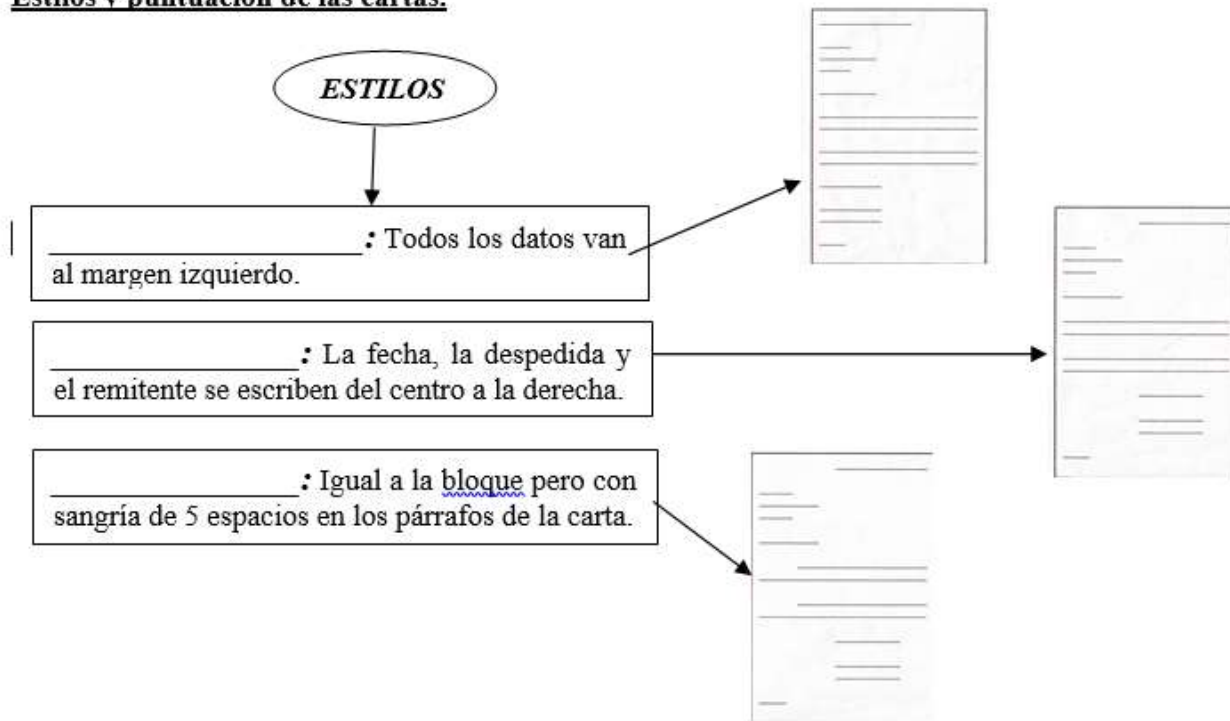 Estilos y puntuación de las cartas.
ESTILOS
__________________________: Todos los datos van
al margen izquierdo.
_____________________: La fecha, la despedida y
el remitente se escriben del centro a la derecha.
_____________________: Igual a la bloque pero con
sangría de 5 espacios en los párrafos de la carta.